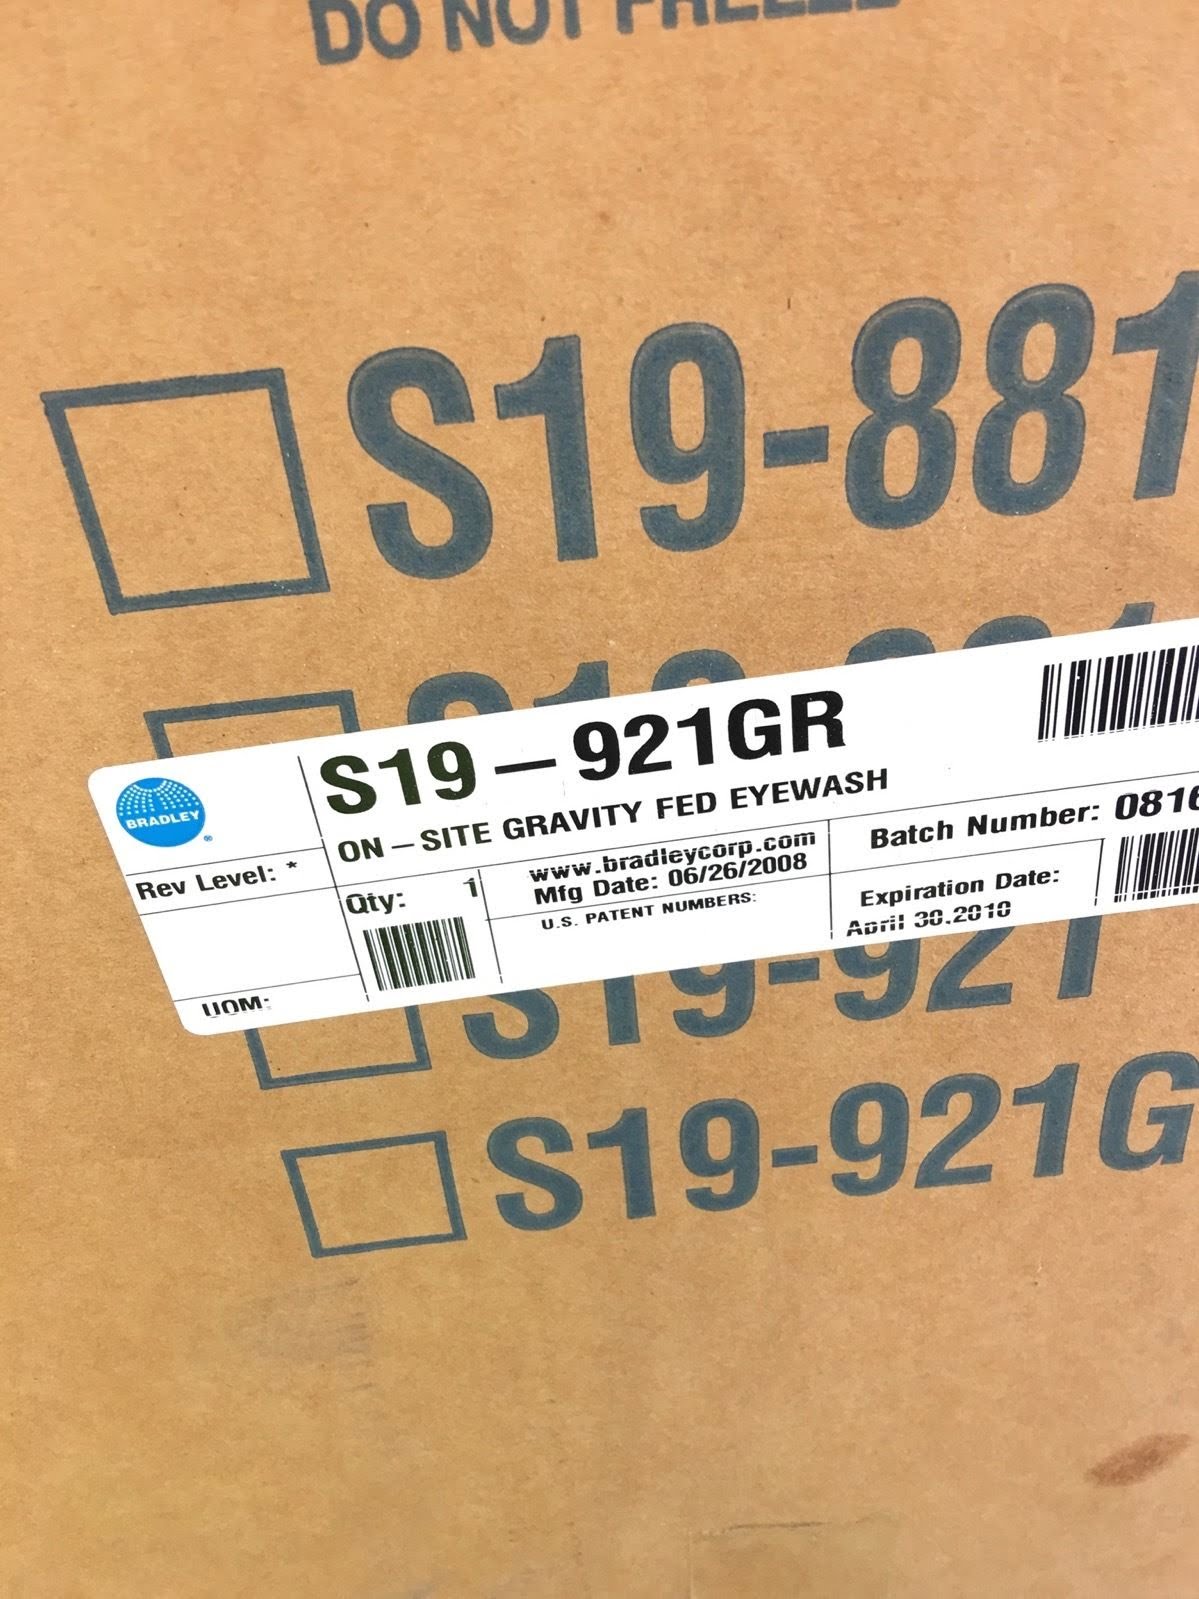 DO NOT FREEZE
S19-881
S19-921GR
ON-SITE GRAVITY FED EYEWASH
BRADLEY
Rev Level: *
Qty: 1
www.bradleycorp.com
Mfg Date: 06/26/2008
U.S. PATENT NUMBERS:
Batch Number: 0816
Expiration Date:
April 30.2010
UOM:
S19-921
S19-921G